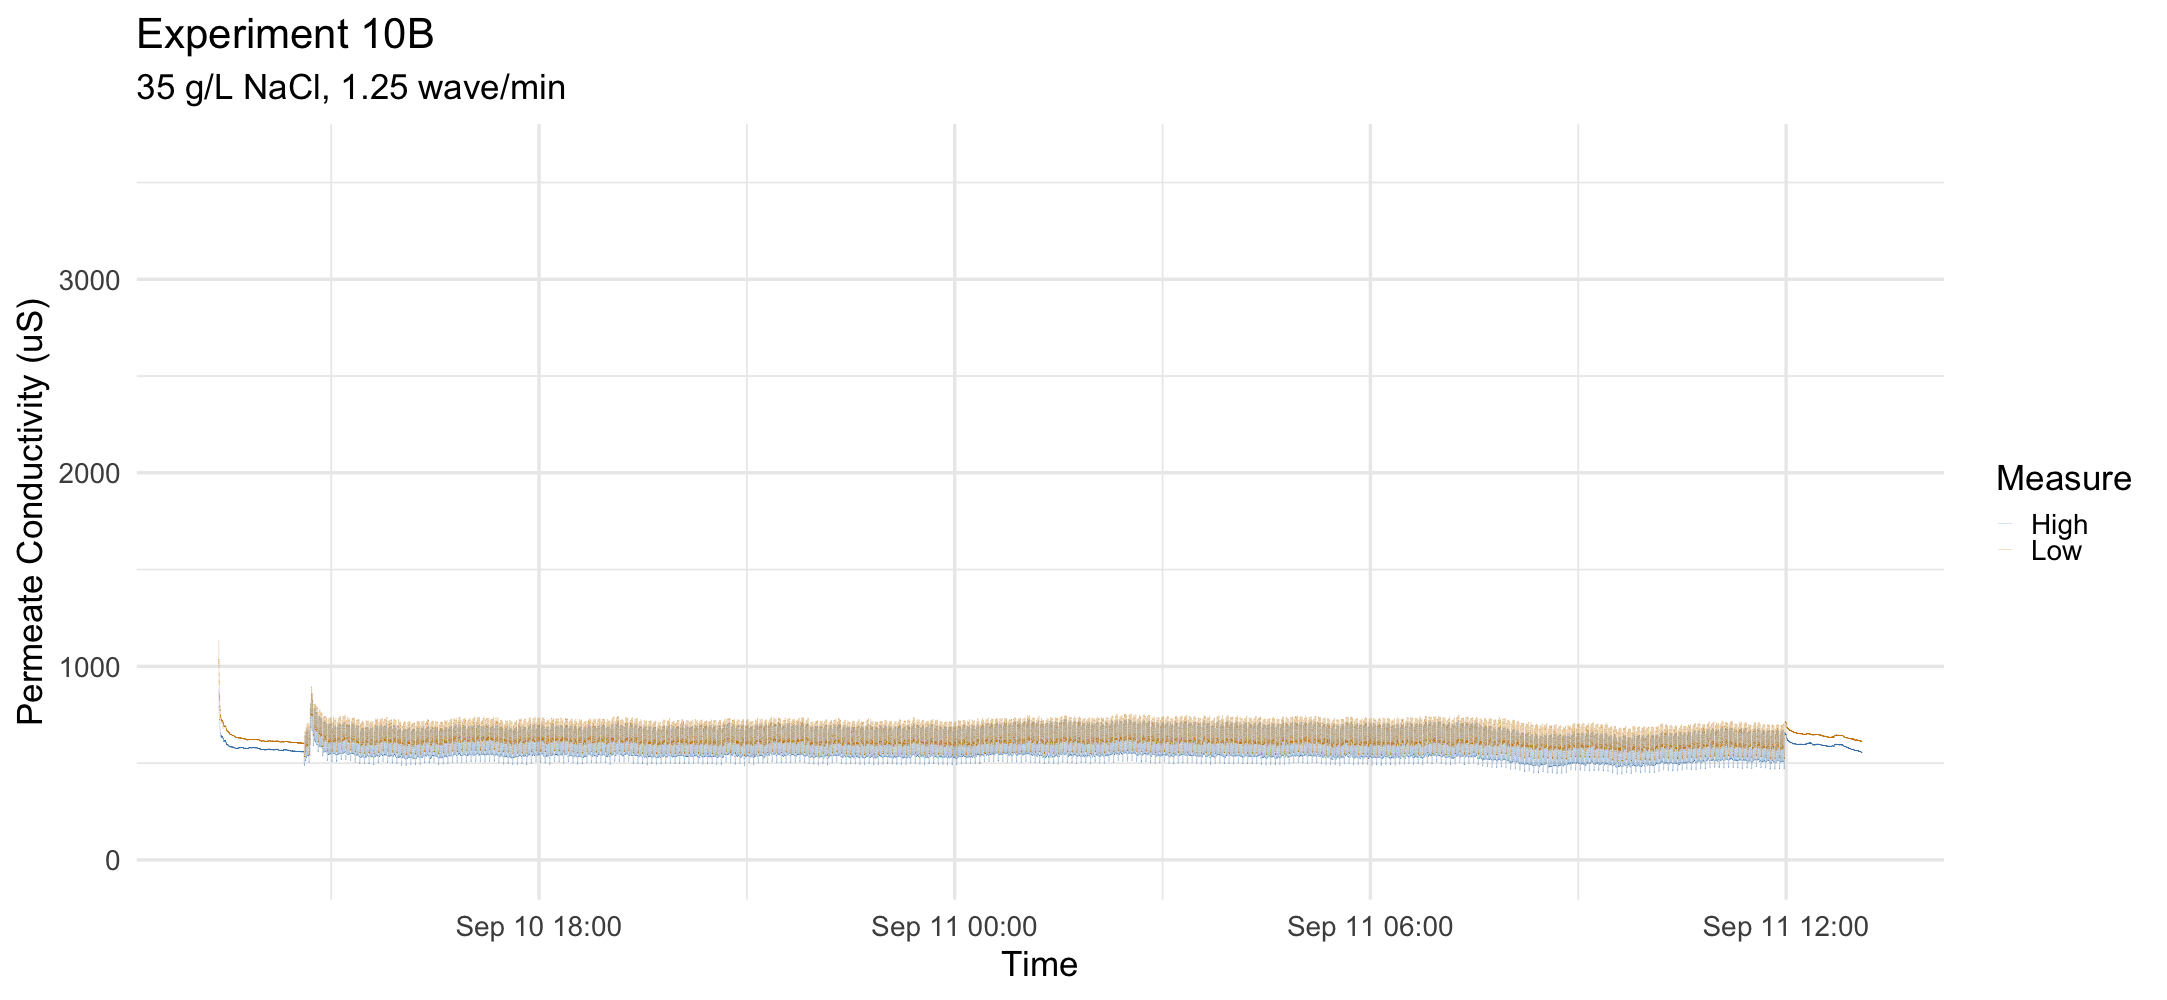 Experiment 10B
35 g/L NaCl, 1.25 wave/min
Permeate Conductivity (uS)
3000
2000
1000
0
Sep 10 18:00
Sep 11 00:00
Sep 11 06:00
Sep 11 12:00
Time
Measure
High
Low